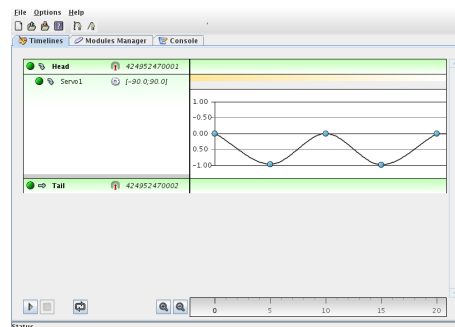 File Options Help
Timelines Modules Manager Console
Head 424952470001
Servo1 [-90.0;90.0]
1.00
-0.50
0.00
0.50
-1.00
Tail 424952470002
0 5 10 15 20
Status